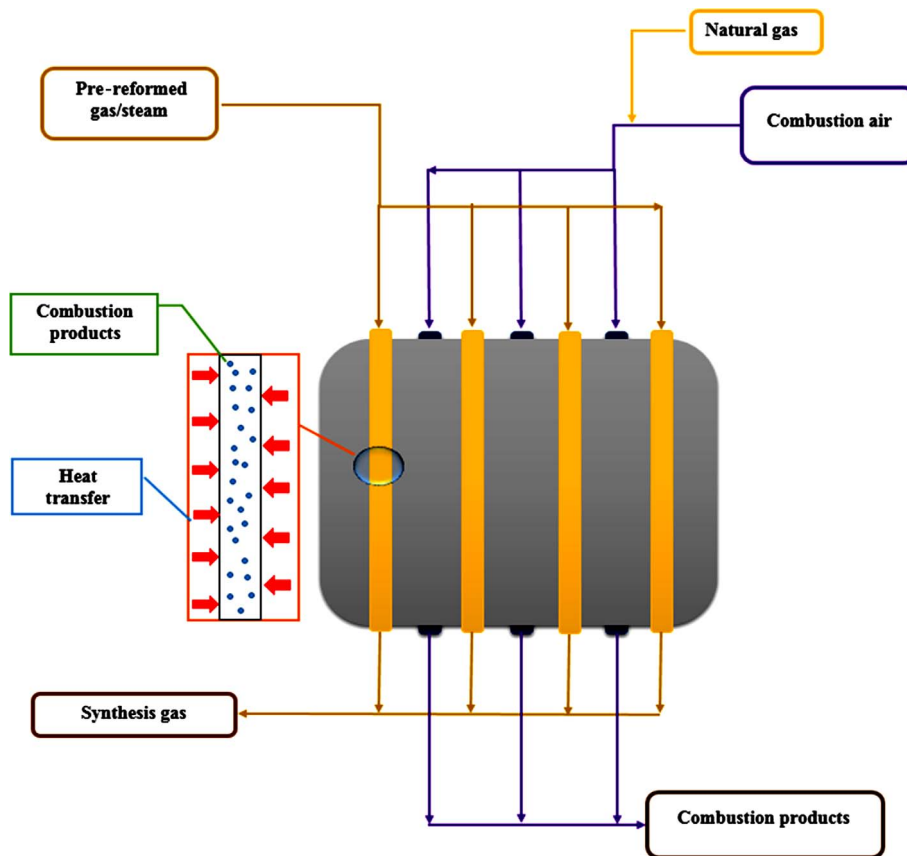 Natural gas
Pre-reformed
gas/steam
Combustion air
Combustion
products
Heat
transfer
Synthesis gas
Combustion products